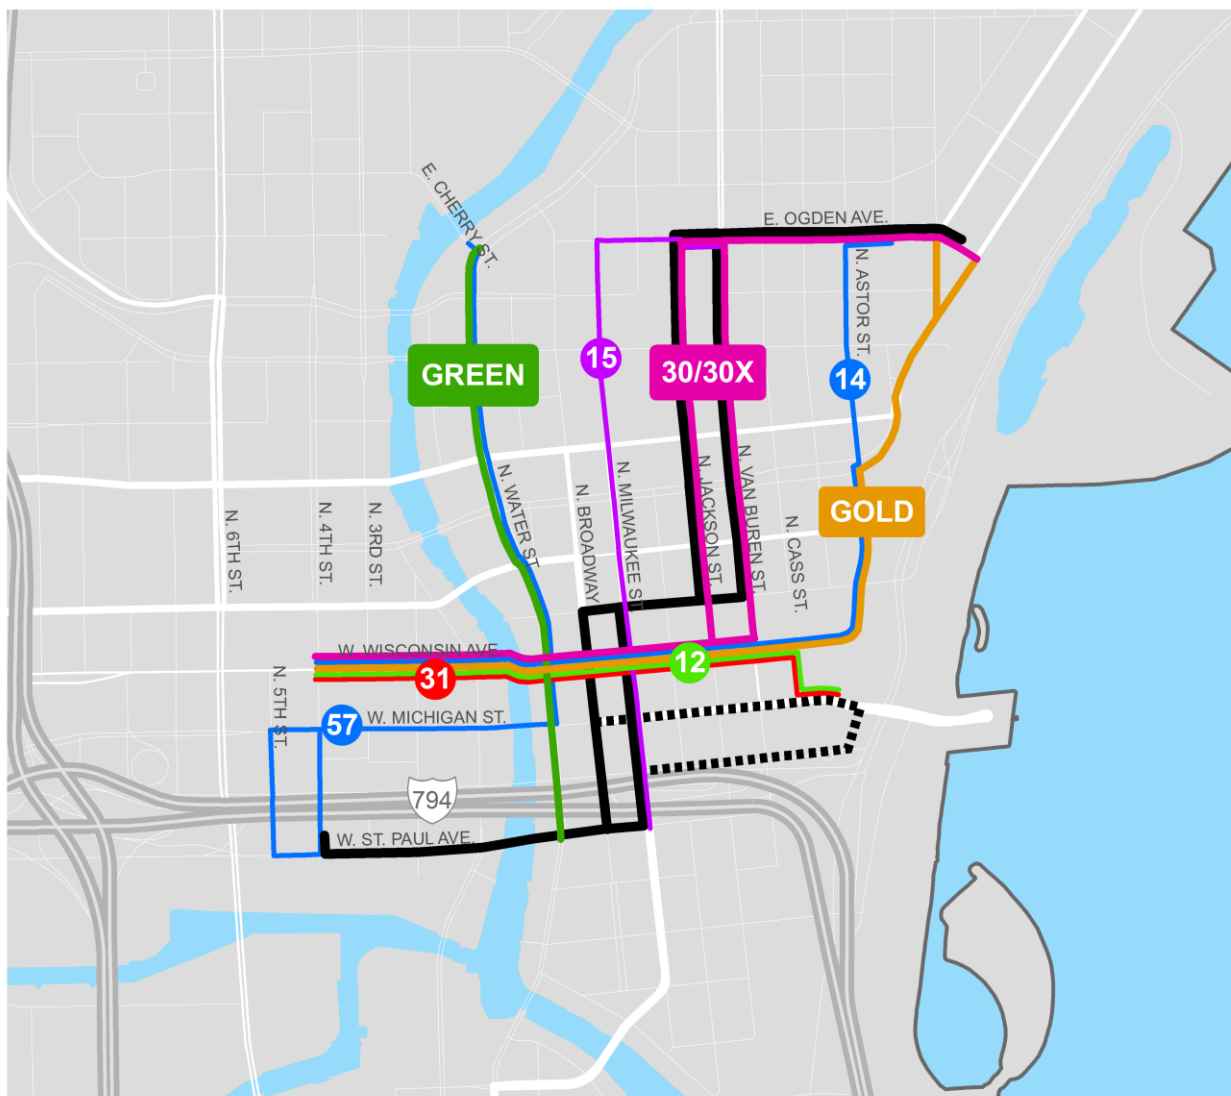 E. CHERRY ST.
E. OGDEN AVE.
N. ASTOR ST.
15
GREEN
30/30X
14
N. WATER ST.
N. BROADWAY
N. MILWAUKEE ST.
N. JACKSON ST.
N. VAN BUREN ST.
N. CASS ST.
GOLD
N. 6TH ST.
N. 4TH ST.
N. 3RD ST.
W. WISCONSIN AVE.
12
31
N. 5TH ST.
57
W. MICHIGAN ST.
794
W. ST. PAUL AVE.